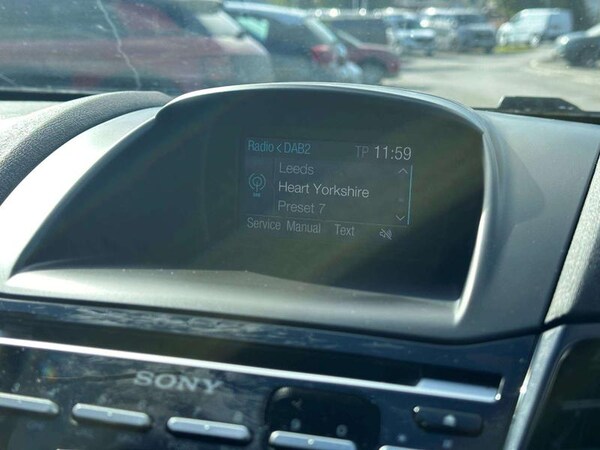 Radio < DAB2 TP 11:59
Leeds
Heart Yorkshire
Preset 7
Service Manual Text
SONY